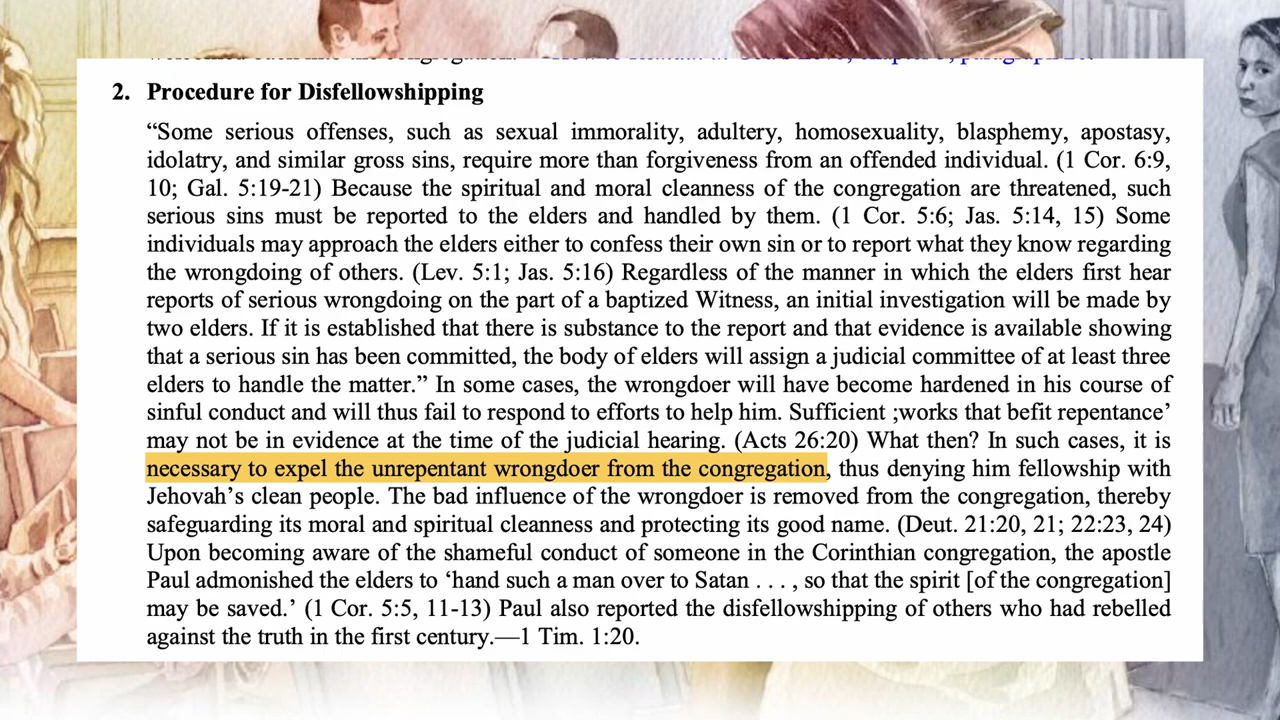 2. Procedure for Disfellowshipping
“Some serious offenses, such as sexual immorality, adultery, homosexuality, blasphemy, apostasy,
idolatry, and similar gross sins, require more than forgiveness from an offended individual. (1 Cor. 6:9,
10; Gal. 5:19-21) Because the spiritual and moral cleanness of the congregation are threatened, such
serious sins must be reported to the elders and handled by them. (1 Cor. 5:6; Jas. 5:14, 15) Some
individuals may approach the elders either to confess their own sin or to report what they know regarding
the wrongdoing of others. (Lev. 5:1; Jas. 5:16) Regardless of the manner in which the elders first hear
reports of serious wrongdoing on the part of a baptized Witness, an initial investigation will be made by
two elders. If it is established that there is substance to the report and that evidence is available showing
that a serious sin has been committed, the body of elders will assign a judicial committee of at least three
elders to handle the matter.” In some cases, the wrongdoer will have become hardened in his course of
sinful conduct and will thus fail to respond to efforts to help him. Sufficient ;works that befit repentance’
may not be in evidence at the time of the judicial hearing. (Acts 26:20) What then? In such cases, it is
necessary to expel the unrepentant wrongdoer from the congregation, thus denying him fellowship with
Jehovah’s clean people. The bad influence of the wrongdoer is removed from the congregation, thereby
safeguarding its moral and spiritual cleanness and protecting its good name. (Deut. 21:20, 21; 22:23, 24)
Upon becoming aware of the shameful conduct of someone in the Corinthian congregation, the apostle
Paul admonished the elders to ‘hand such a man over to Satan . . . , so that the spirit [of the congregation]
may be saved.’ (1 Cor. 5:5, 11-13) Paul also reported the disfellowshipping of others who had rebelled
against the truth in the first century.—1 Tim. 1:20.